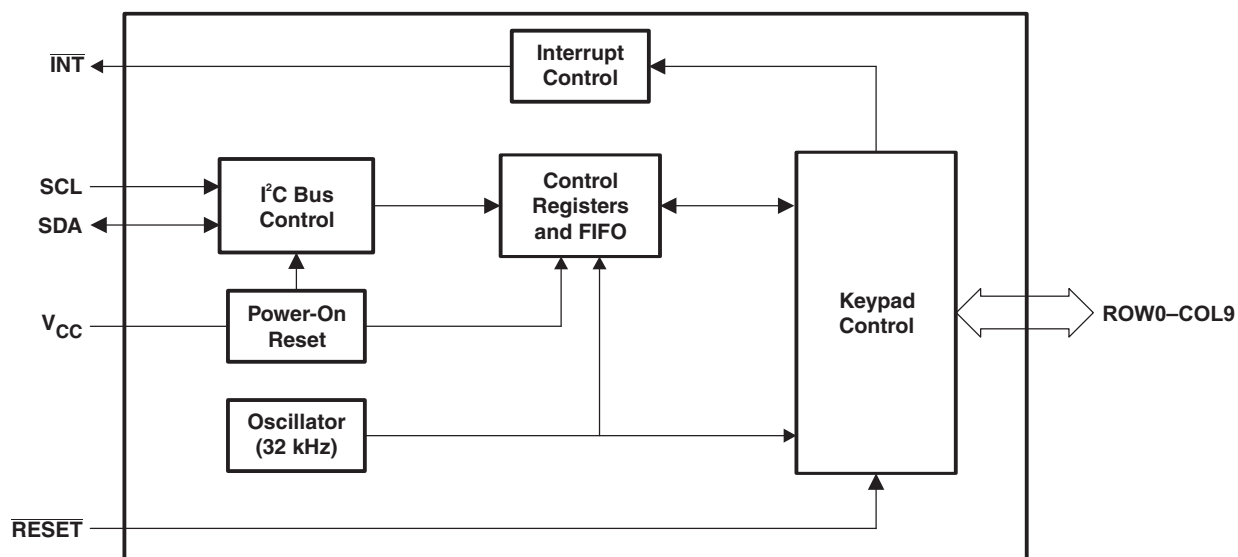 INT
Interrupt
Control
SCL
SDA
I²C Bus
Control
Control
Registers
and FIFO
Keypad
Control
ROW0–COL9
VCC
Power-On
Reset
Oscillator
(32 kHz)
RESET